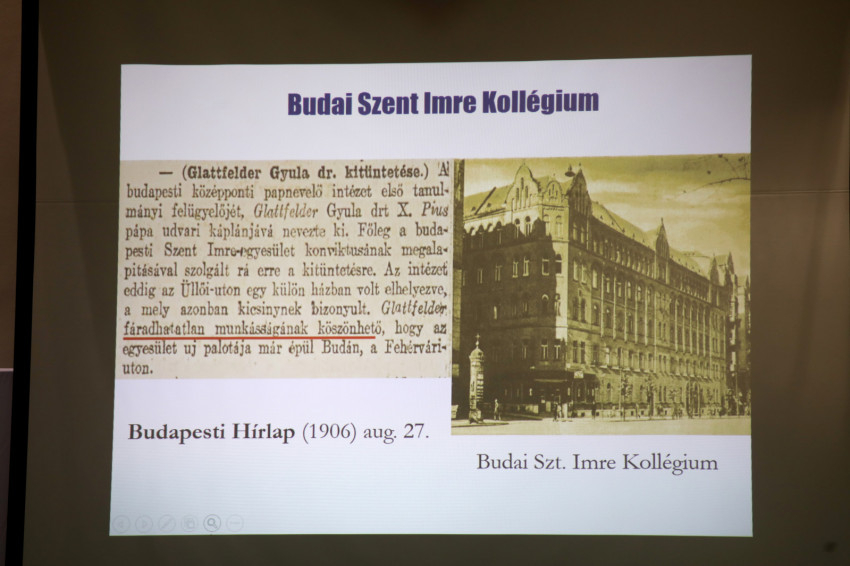 Budai Szent Imre Kollégium
— (Glattfelder Gyula dr. kitüntetése.) A
budapesti középponti papnevelő intézet első tanul-
mányi felügyelőjét, Glattfelder Gyula drt X. Pius
pápa udvari káplánjává nevezte ki. Főleg a buda-
pesti Szent Imre-egyesület konviktusának megala-
pitásával szolgált rá erre a kitüntetésre. Az intézet
eddig az Üllői-uton egy külön házban volt elhelyezve,
a mely azonban kicsinynek bizonyult. Glattfelder
fáradhatatlan munkásságának köszönhető, hogy az
egyesület uj palotája már épül Budán, a Fehérvári-
uton.
Budapesti Hírlap (1906) aug. 27.
Budai Szt. Imre Kollégium